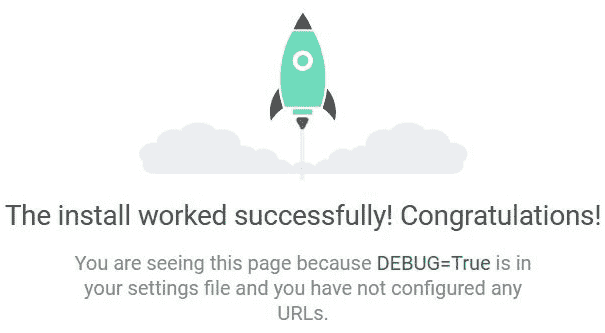 The install worked successfully! Congratulations!
You are seeing this page because DEBUG=True is in
your settings file and you have not configured any
URLs.